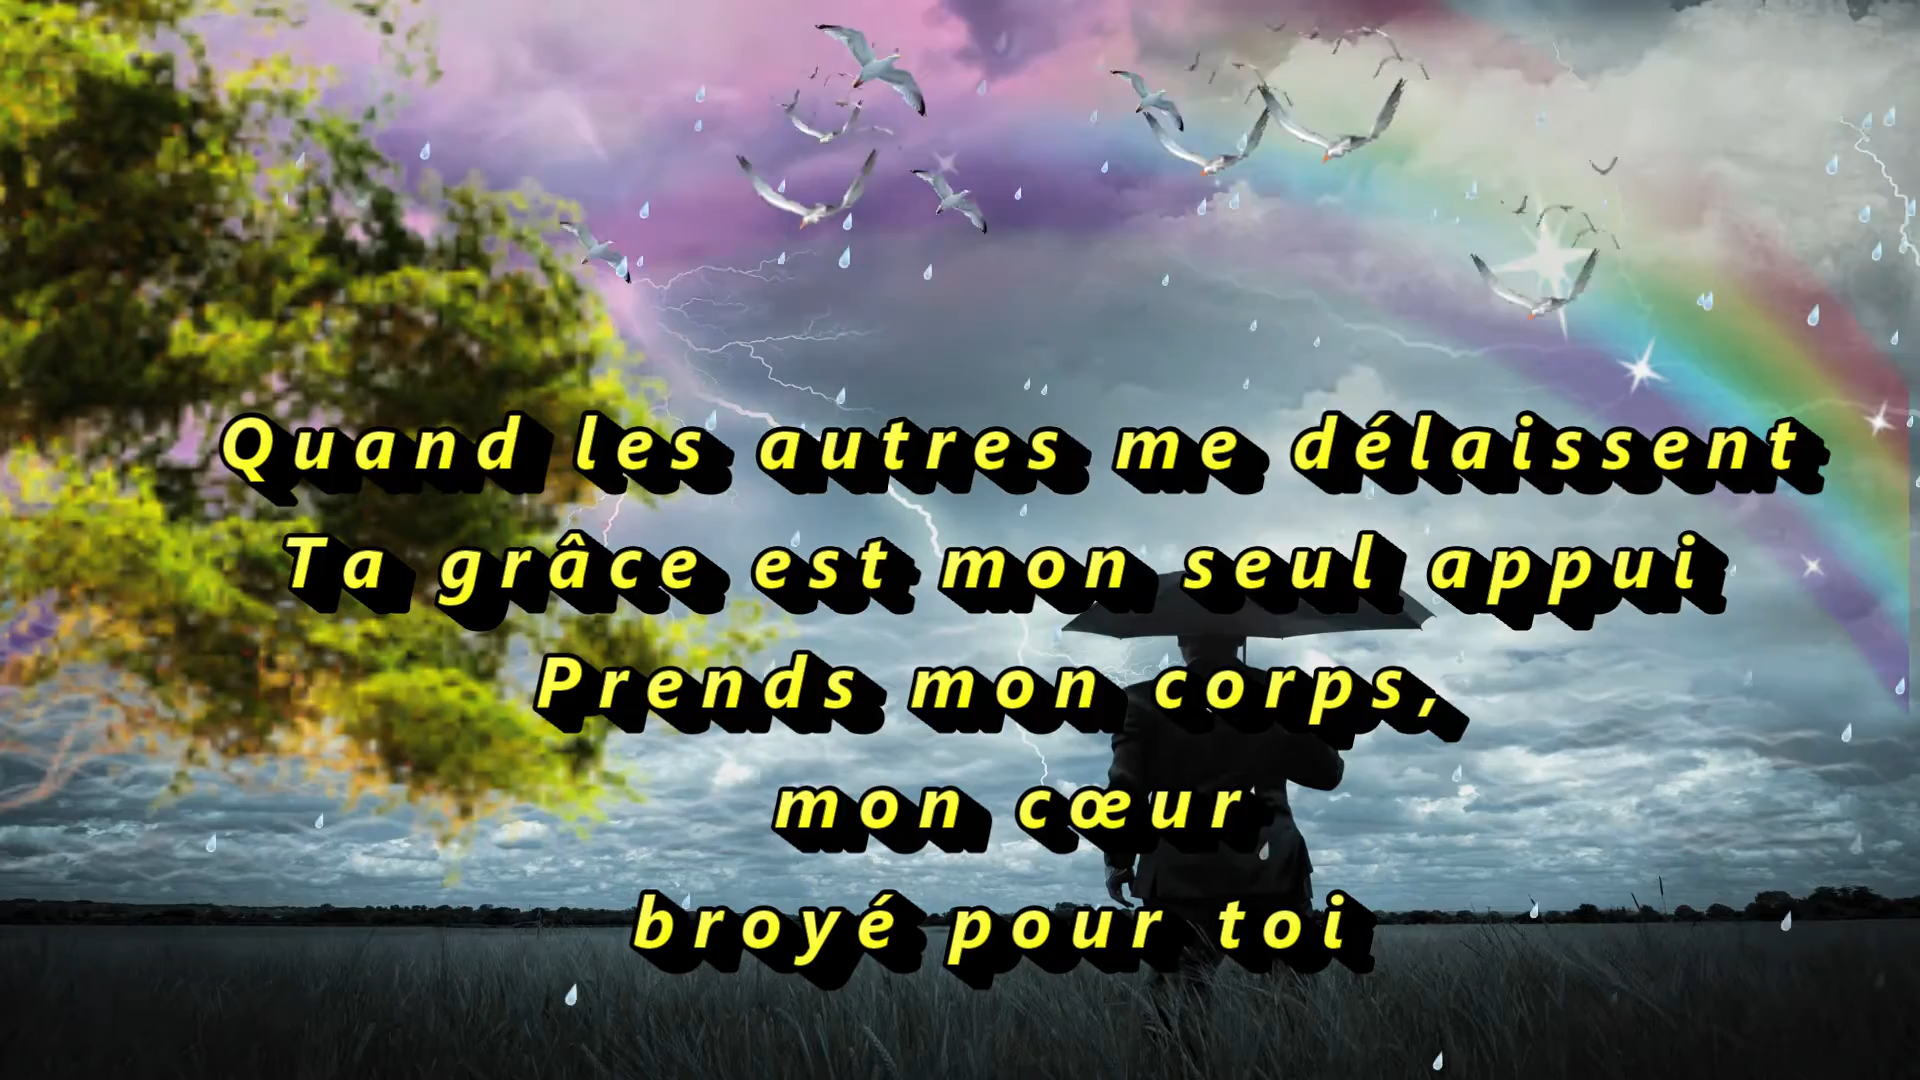 Quand les autres me délaissent
Ta grâce est mon seul appui
Prends mon corps,
mon cœur
broyé pour toi